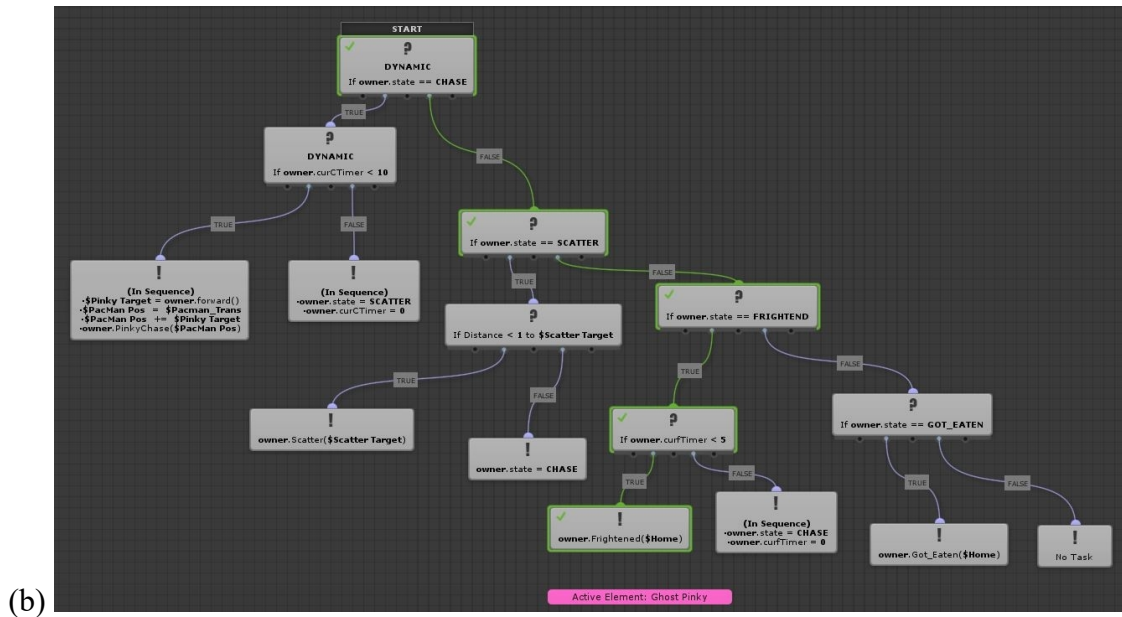 START
?
DYNAMIC
If owner.state == CHASE
TRUE
FALSE
?
DYNAMIC
If owner.curCTimer < 10
TRUE
FALSE
?
If owner.state == SCATTER
TRUE
FALSE
!
(In Sequence)
·$Pinky Target = owner.forward()
·$PacMan Pos = $Pacman_Trans
·$PacMan Pos += $Pinky Target
·owner.PinkyChase($PacMan Pos)
!
(In Sequence)
·owner.state = SCATTER
·owner.curCTimer = 0
?
If Distance < 1 to $Scatter Target
TRUE
FALSE
?
If owner.state == FRIGHTEND
TRUE
FALSE
!
owner.Scatter($Scatter Target)
!
owner.state = CHASE
?
If owner.curfTimer < 5
TRUE
FALSE
?
If owner.state == GOT_EATEN
TRUE
FALSE
!
owner.Frightened($Home)
!
(In Sequence)
·owner.state = CHASE
·owner.curfTimer = 0
!
owner.Got_Eaten($Home)
!
No Task
(b)
Active Element: Ghost Pinky